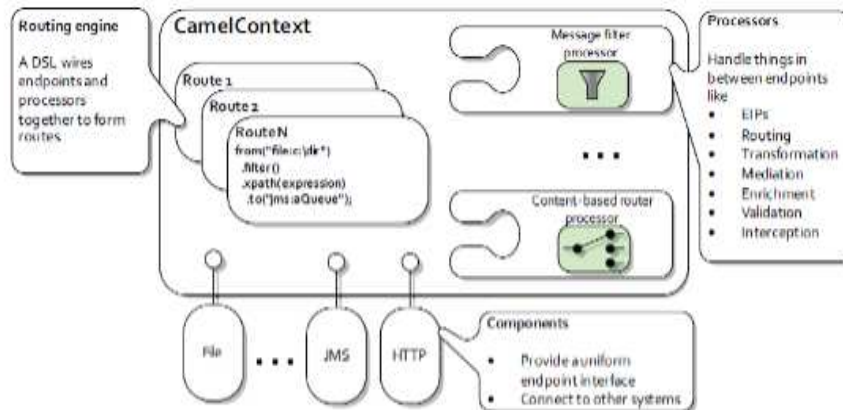 Routing engine
A DSL wires
endpoints and
processors
together to form
routes.
CamelContext
Route 1
Route 2
RouteN
from("file:c:\dir")
.filter()
.xpath(expression)
.to("jms:aQueue");
Message filter
processor
Content-based router
processor
Processors
Handle things in
between endpoints
like
• EIPs
• Routing
• Transformation
• Mediation
• Enrichment
• Validation
• Interception
File
JMS
HTTP
Components
• Provide a uniform
endpoint interface
• Connect to other systems